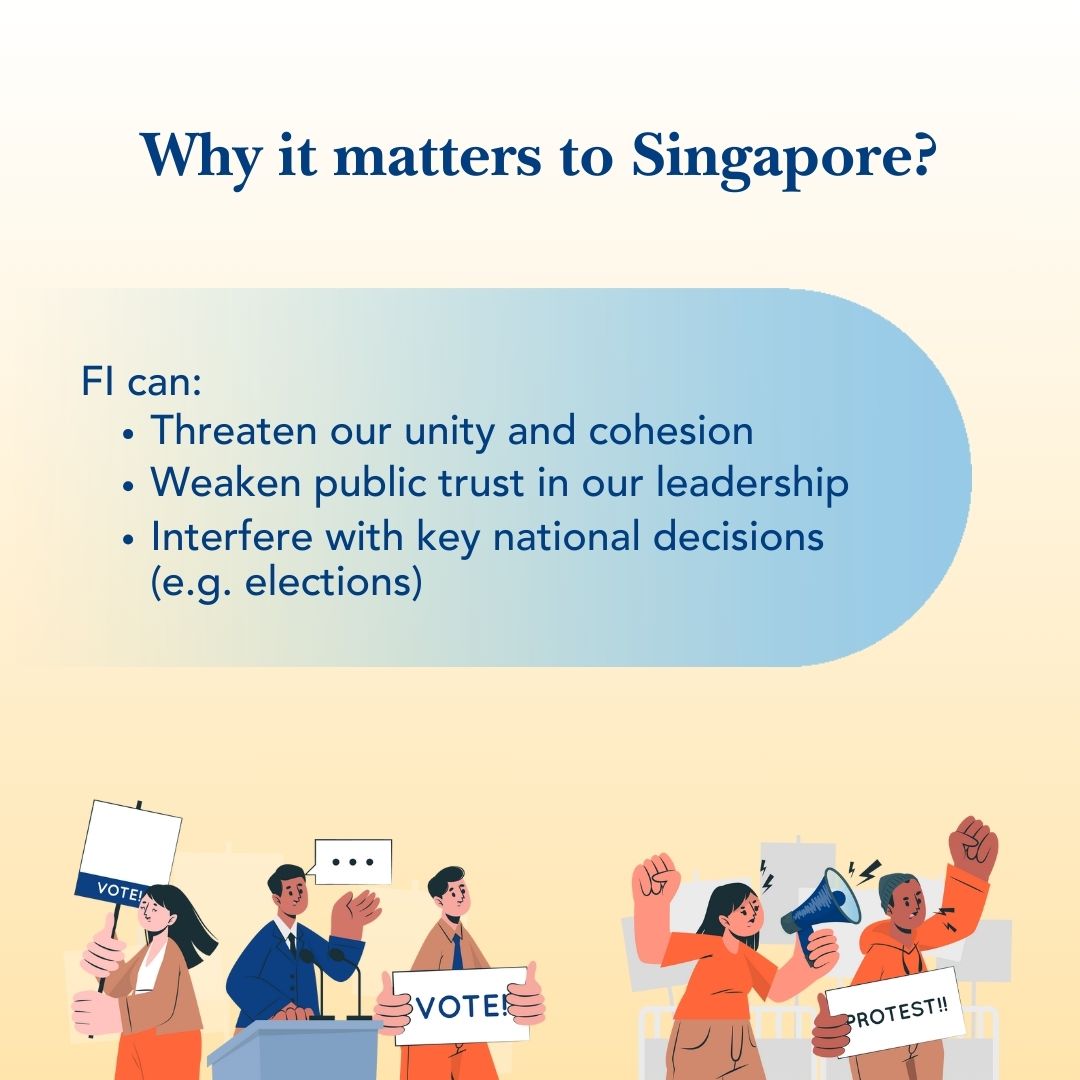 Why it matters to Singapore?
FI can:
• Threaten our unity and cohesion
• Weaken public trust in our leadership
• Interfere with key national decisions
(e.g. elections)
VOTE!
...
VOTE!
PROTEST!!